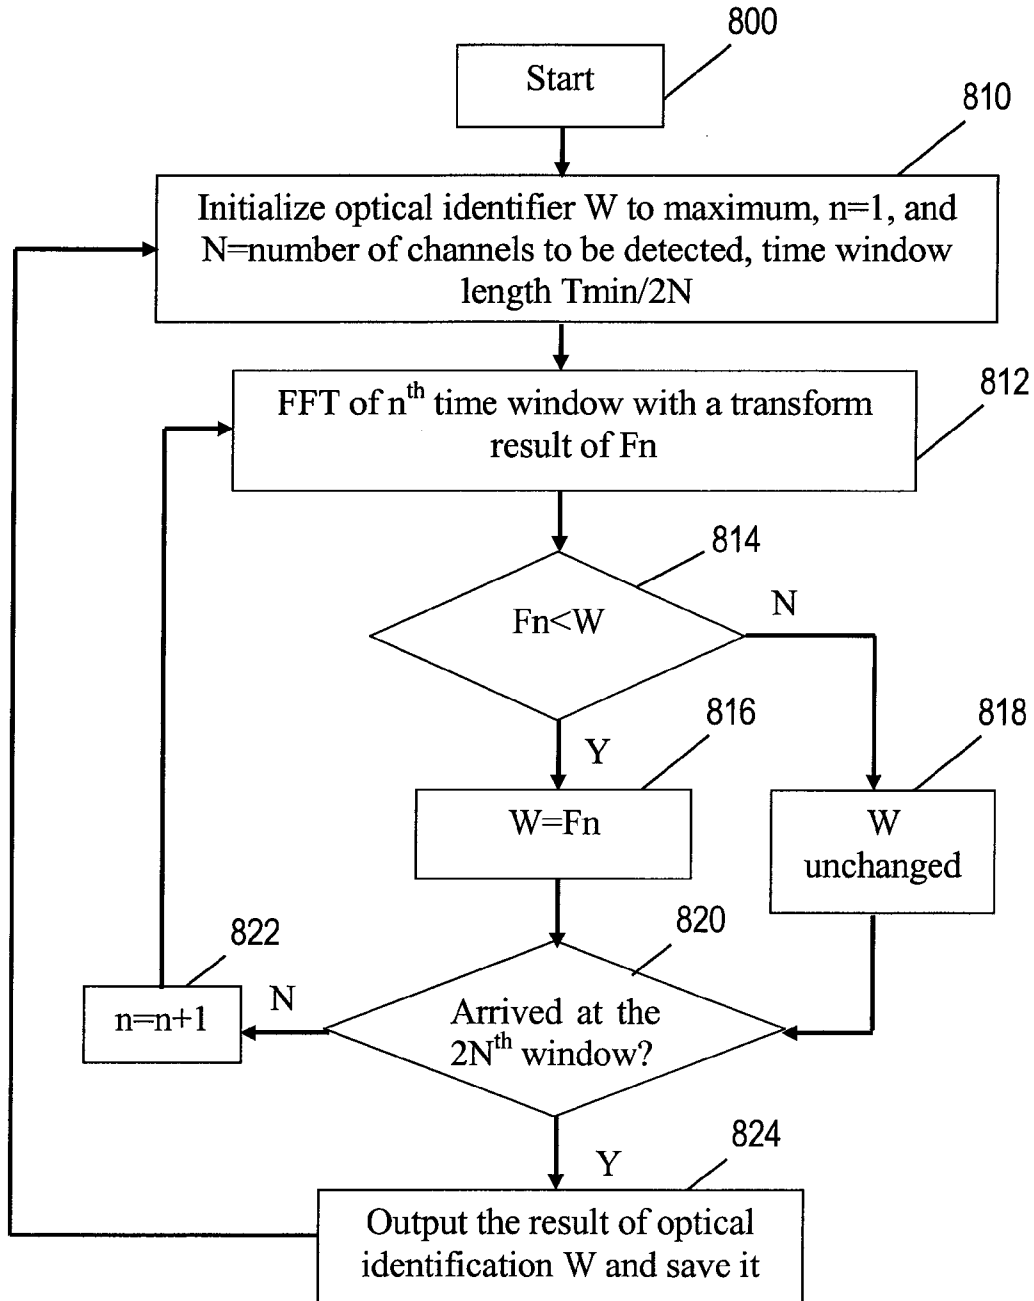 800
Start
810
Initialize optical identifier W to maximum, n=1, and
N=number of channels to be detected, time window
length Tmin/2N
812
FFT of nth time window with a transform
result of Fn
814
Fn<W
N
Y
816
W=Fn
818
W
unchanged
820
Arrived at the
2Nth window?
N
822
n=n+1
Y
824
Output the result of optical
identification W and save it